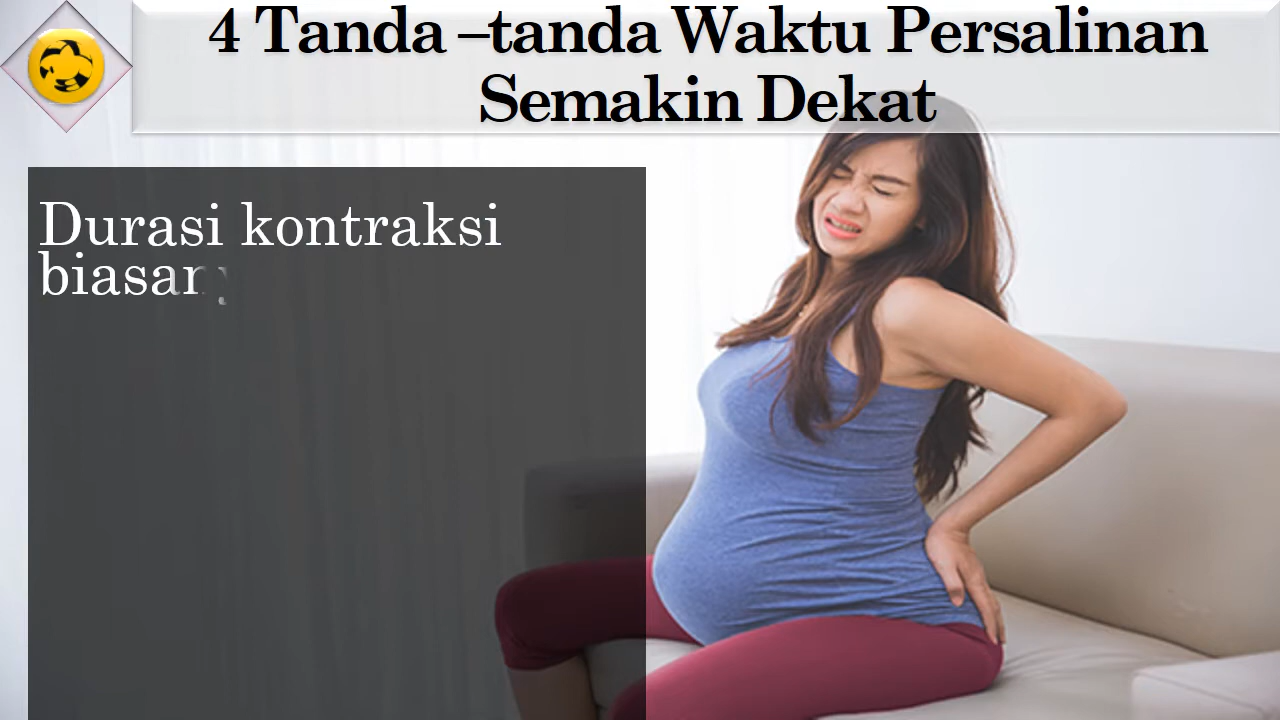 4 Tanda –tanda Waktu Persalinan
Semakin Dekat
Durasi kontraksi